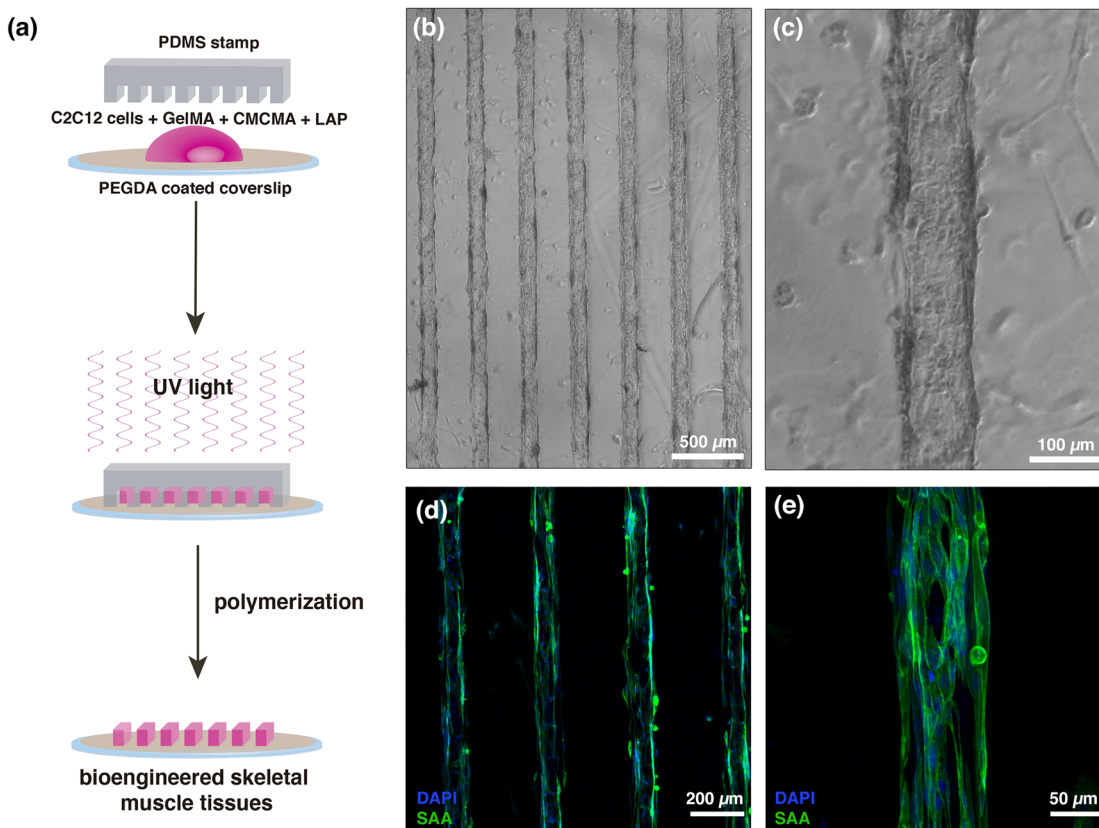 (a)
PDMS stamp
C2C12 cells + GelMA + CMCMA + LAP
PEGDA coated coverslip
UV light
polymerization
bioengineered skeletal
muscle tissues
(b)
500 µm
(c)
100 µm
(d)
DAPI
SAA
200 µm
(e)
DAPI
SAA
50 µm